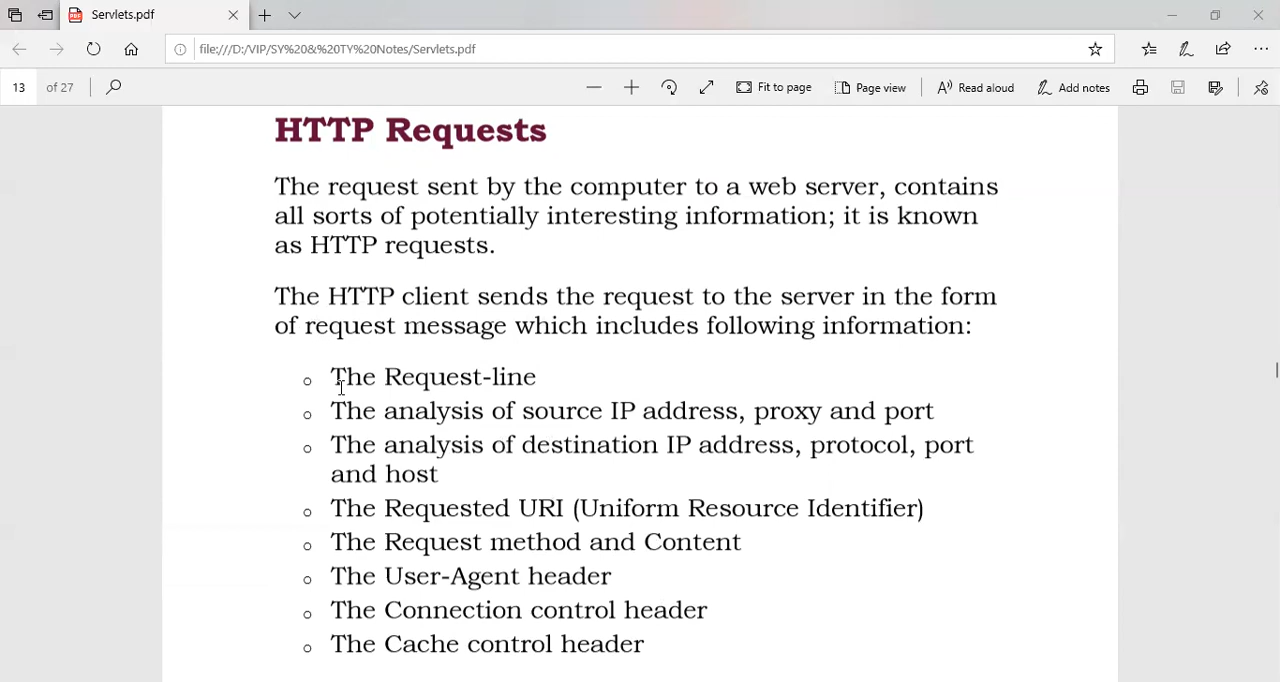 Servlets.pdf
file:///D:/VIP/SY%20&%20TY%20Notes/Servlets.pdf
13 of 27
Fit to page
Page view
Read aloud
Add notes
HTTP Requests
The request sent by the computer to a web server, contains
all sorts of potentially interesting information; it is known
as HTTP requests.
The HTTP client sends the request to the server in the form
of request message which includes following information:
The Request-line
The analysis of source IP address, proxy and port
The analysis of destination IP address, protocol, port
and host
The Requested URI (Uniform Resource Identifier)
The Request method and Content
The User-Agent header
The Connection control header
The Cache control header